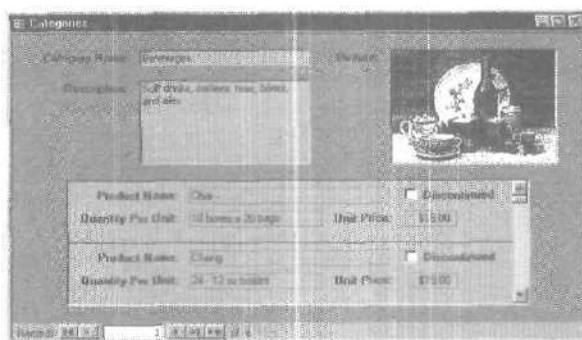 Categories
Category Name: Beverages Picture:
Description: Soft drinks, coffees, teas, beers,
and ales
Product Name: Chai Discontinued
Quantity Per Unit: 10 boxes x 20 bags Unit Price: $18.00
Product Name: Chang Discontinued
Quantity Per Unit: 24 - 12 oz bottles Unit Price: $19.00
Record: 1 of